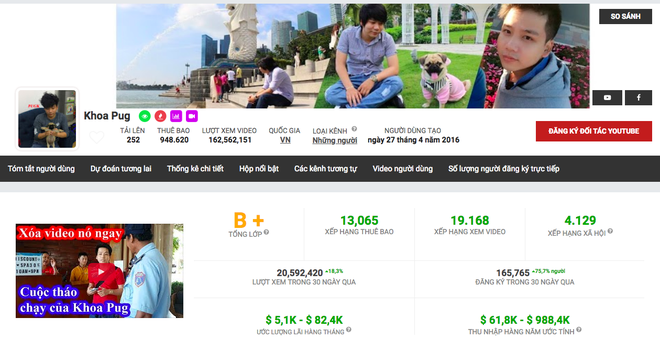 SO SÁNH
Khoa Pug
TẢI LÊN
252
THUÊ BAO
948.620
LƯỢT XEM VIDEO
162,562,151
QUỐC GIA
VN
LOẠI KÊNH
Những người
NGƯỜI DÙNG TẠO
ngày 27 tháng 4 năm 2016
ĐĂNG KÝ ĐỐI TÁC YOUTUBE
Tóm tắt người dùng
Dự đoán tương lai
Thống kê chi tiết
Hộp nổi bật
Các kênh tương tự
Video người dùng
Số lượng người đăng ký trực tiếp
Xóa video nó ngay
Cuộc tháo
chạy của Khoa Pug
B +
TỔNG LỚP
13,065
XẾP HẠNG THUÊ BAO
19.168
XẾP HẠNG XEM VIDEO
4.129
XẾP HẠNG XÃ HỘI
20,592,420 +18,3%
LƯỢT XEM TRONG 30 NGÀY QUA
165,765 +75,7% người
ĐĂNG KÝ TRONG 30 NGÀY QUA
$ 5,1K - $ 82,4K
ƯỚC LƯỢNG LÃI HÀNG THÁNG
$ 61,8K - $ 988,4K
THU NHẬP HÀNG NĂM ƯỚC TÍNH